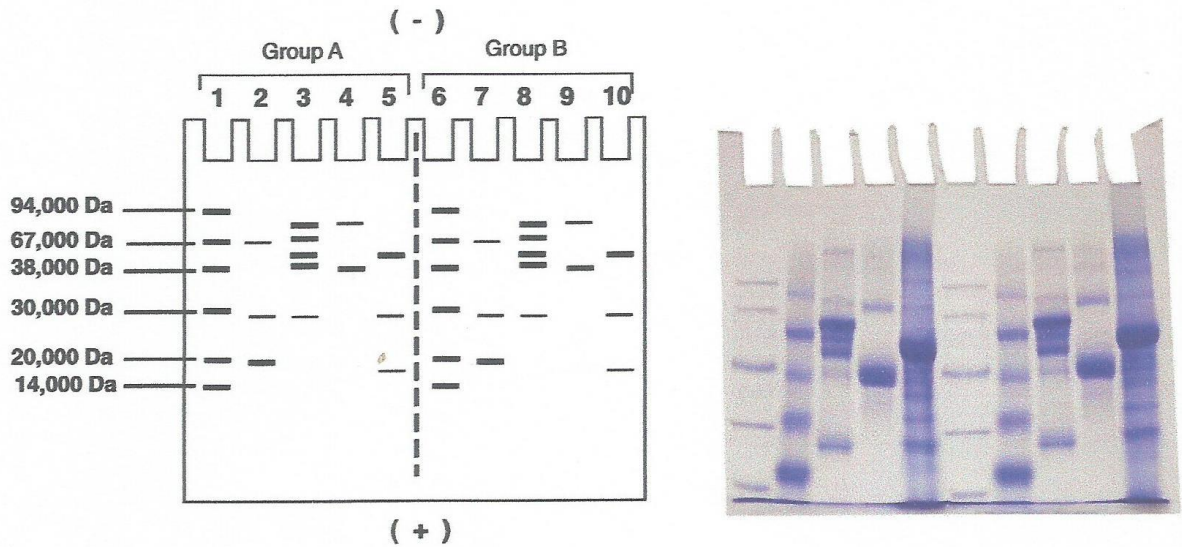 ( - )
Group A Group B
1 2 3 4 5 6 7 8 9 10
94,000 Da
67,000 Da
38,000 Da
30,000 Da
20,000 Da
14,000 Da
( + )